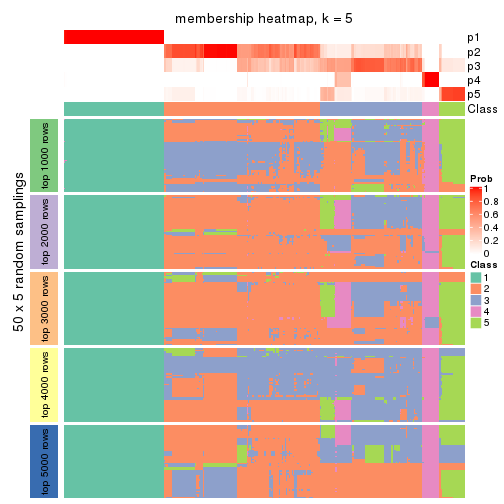 membership heatmap, k = 5
p1
p2
p3
p4
p5
Class
50 x 5 random samplings
top 1000 rows
top 2000 rows
top 3000 rows
top 4000 rows
top 5000 rows
Prob
1
0.8
0.6
0.4
0.2
0
Class
1
2
3
4
5